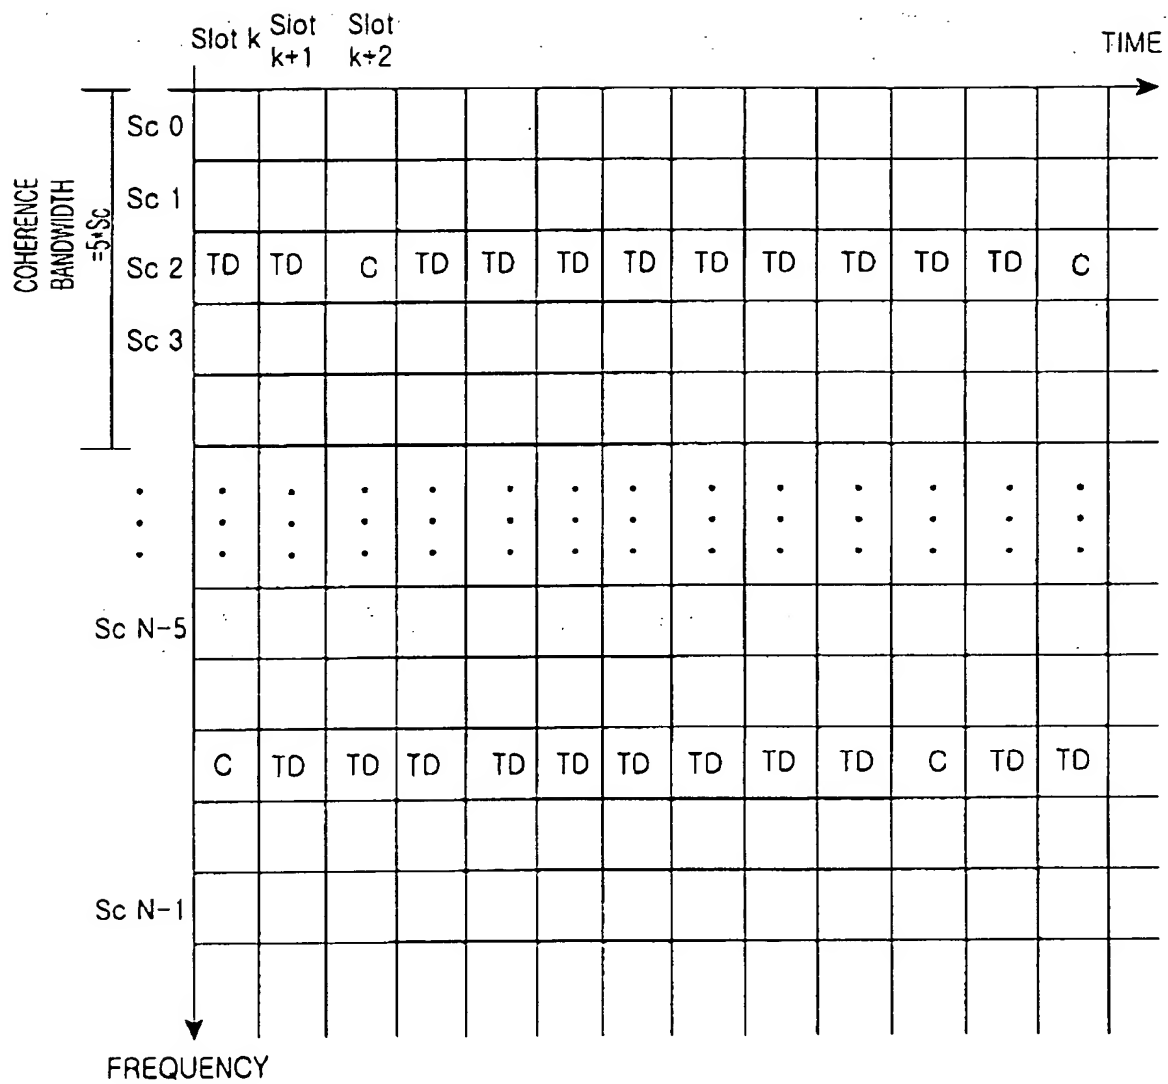 Slot k
Slot
k+1
Slot
k+2
TIME
COHERENCE
BANDWIDTH
=5*Sc
Sc 0
Sc 1
Sc 2 TD TD C TD TD TD TD TD TD TD TD TD C
Sc 3
Sc N-5
C TD TD TD TD TD TD TD TD TD C TD TD
Sc N-1
FREQUENCY